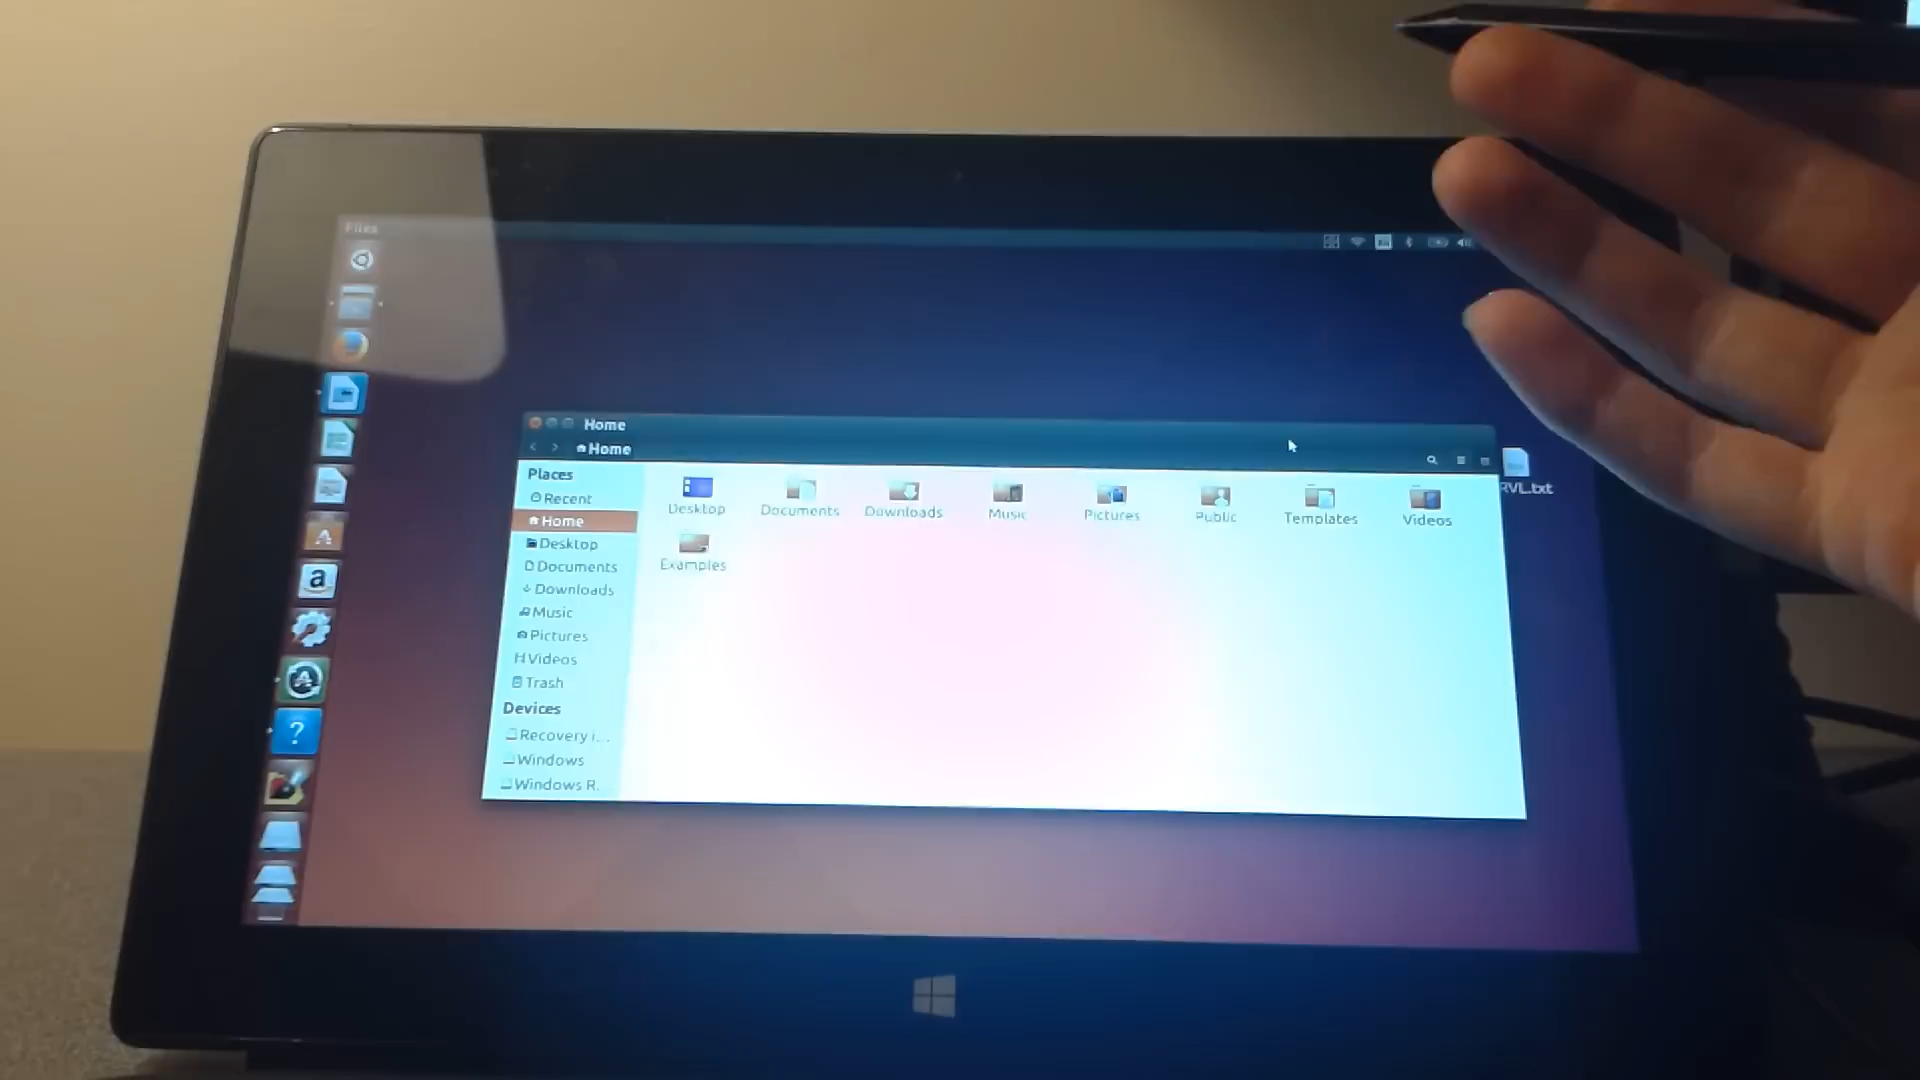 Files
Home
Home
Places
Recent
Home
Desktop
Documents
Downloads
Music
Pictures
Videos
Trash
Devices
Recovery i...
Windows
Windows R.
Desktop
Documents
Downloads
Music
Pictures
Public
Templates
Videos
Examples
RVL.txt
A
a
A
?